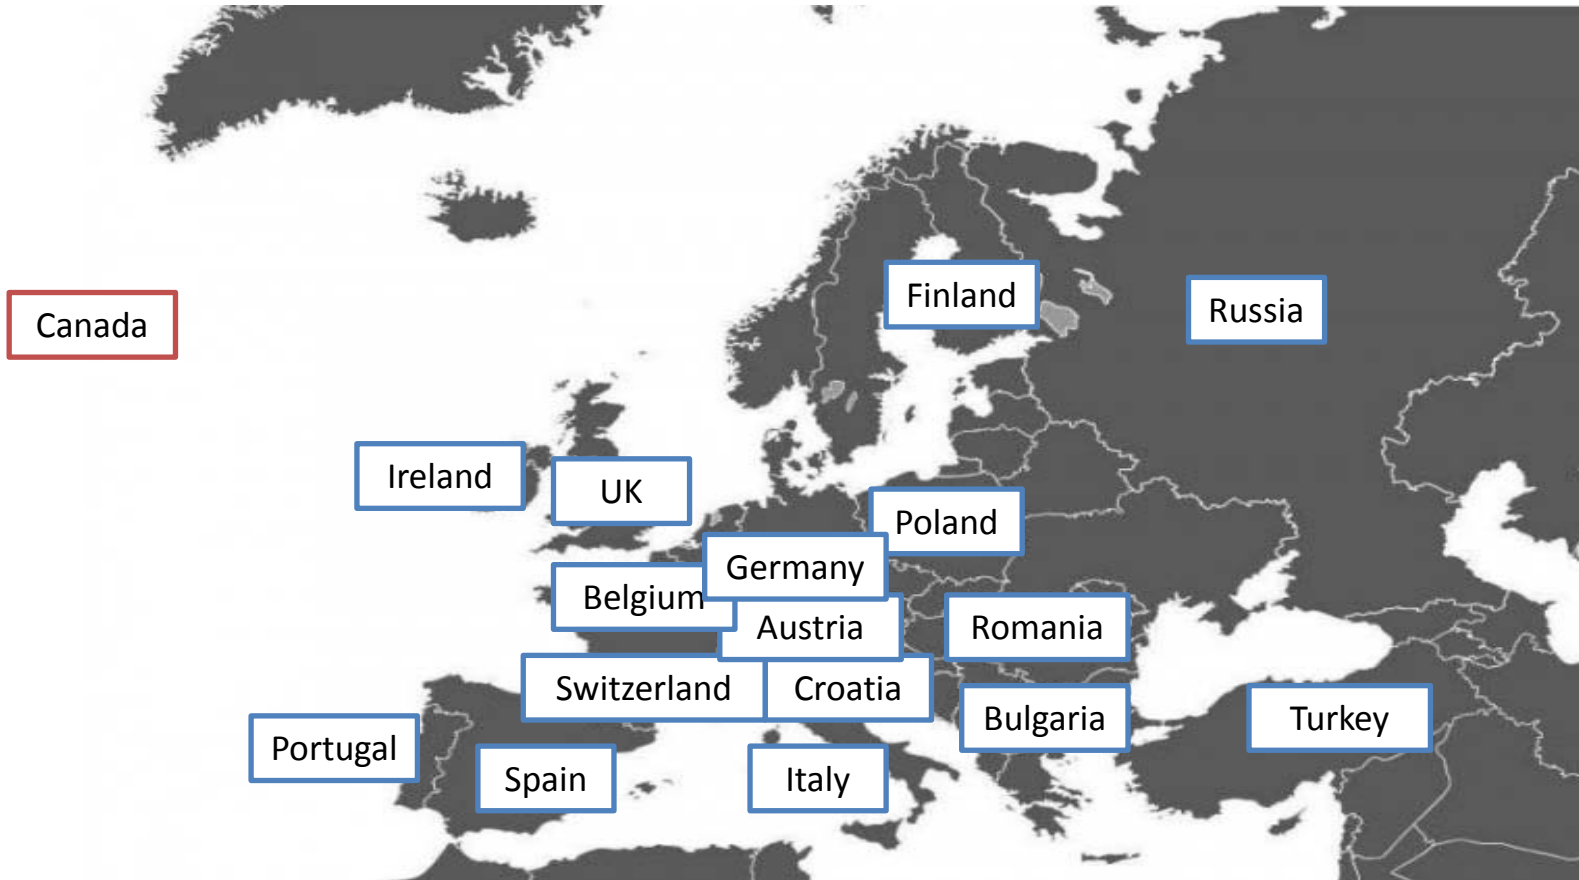 Finland
Russia
Canada
Ireland
UK
Poland
Germany
Belgium
Austria
Romania
Switzerland
Croatia
Bulgaria
Turkey
Portugal
Spain
Italy